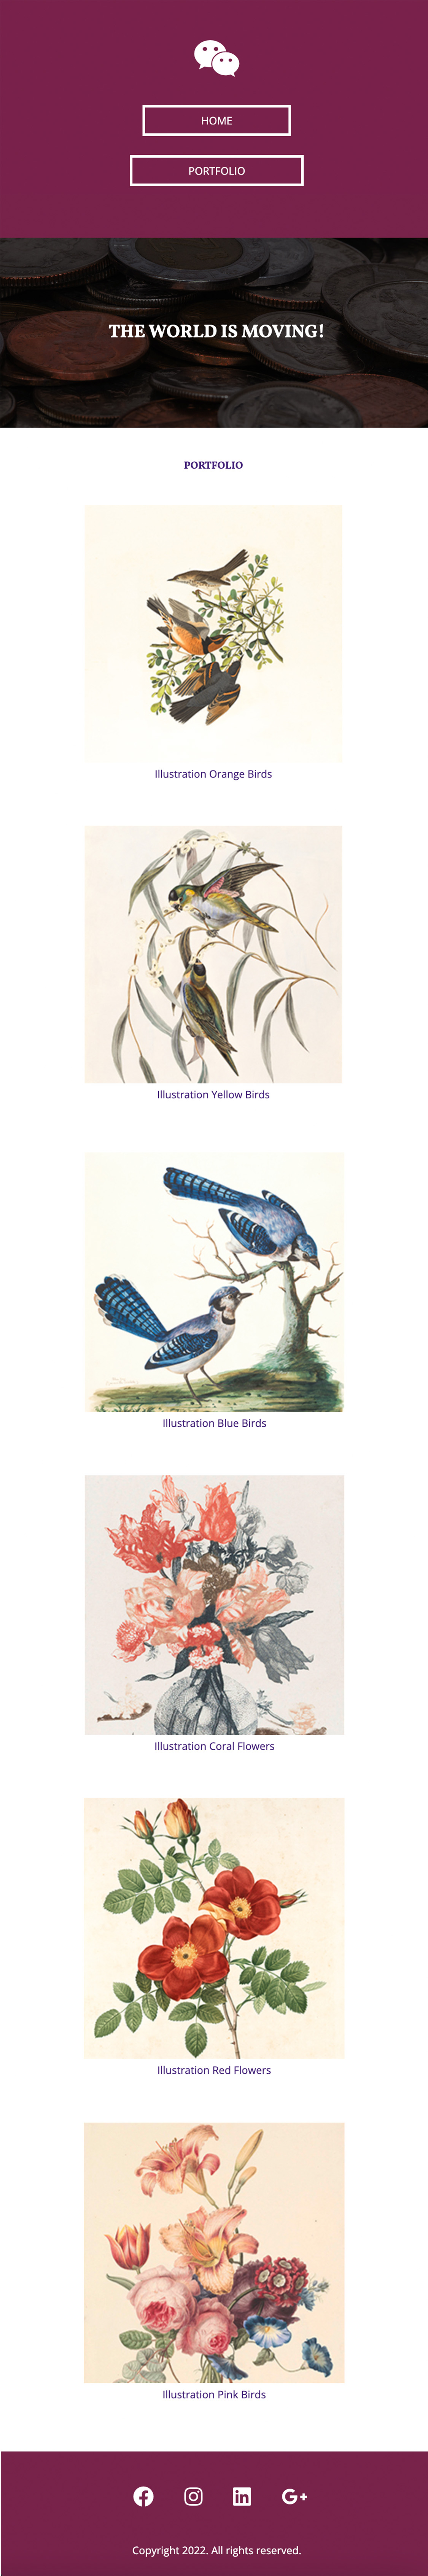 HOME
PORTFOLIO
THE WORLD IS MOVING!
PORTFOLIO
Illustration Orange Birds
Illustration Yellow Birds
Illustration Blue Birds
Illustration Coral Flowers
Illustration Red Flowers
Illustration Pink Birds
Copyright 2022. All rights reserved.